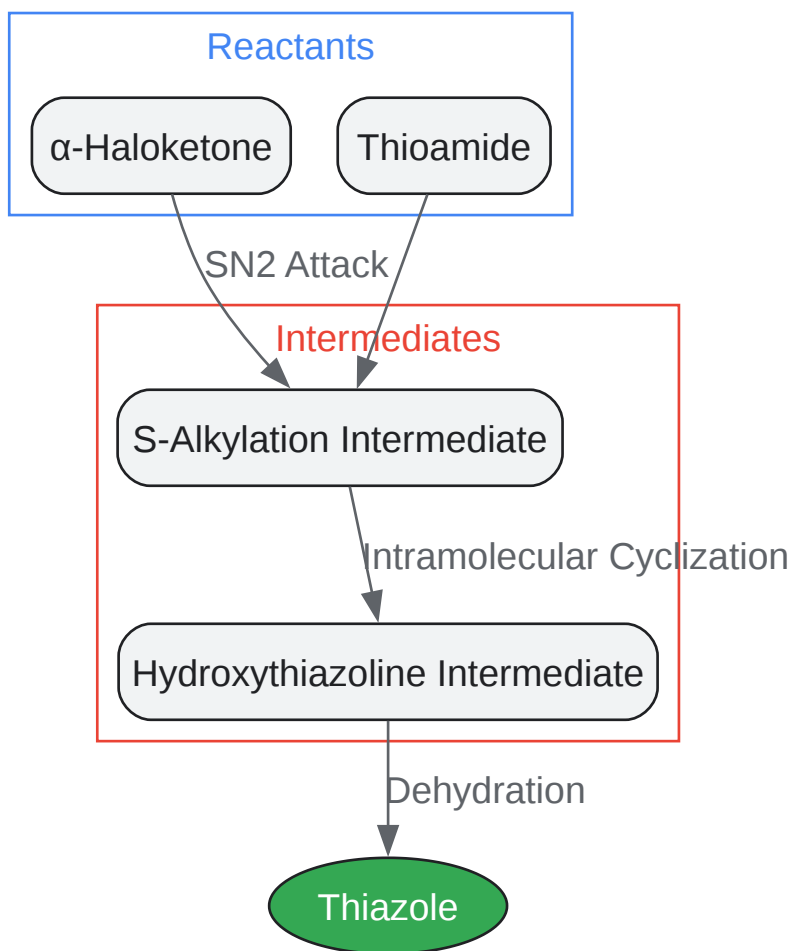 Reactants
α-Haloketone
Thioamide
SN2 Attack
Intermediates
S-Alkylation Intermediate
Intramolecular Cyclization
Hydroxythiazoline Intermediate
Dehydration
Thiazole